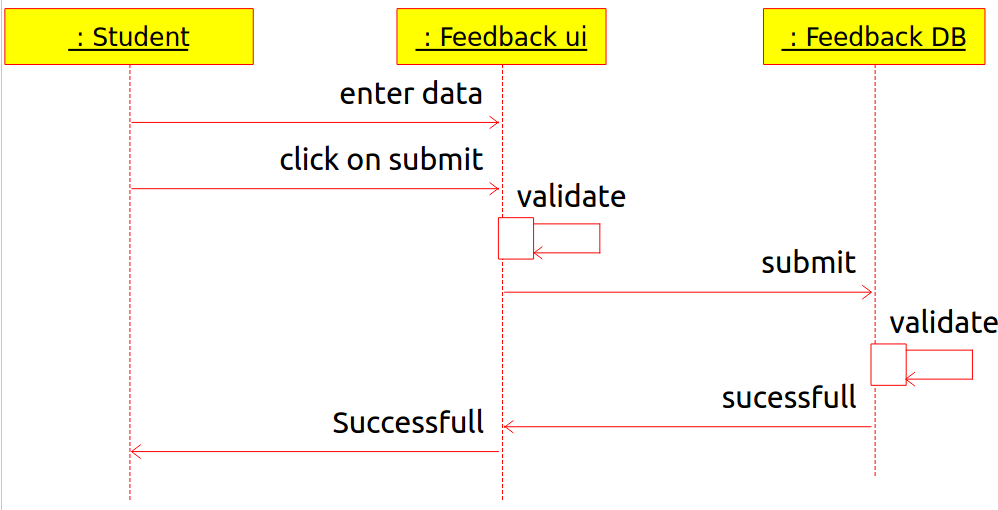 : Student
: Feedback ui
: Feedback DB
enter data
click on submit
validate
submit
validate
sucessfull
Successfull